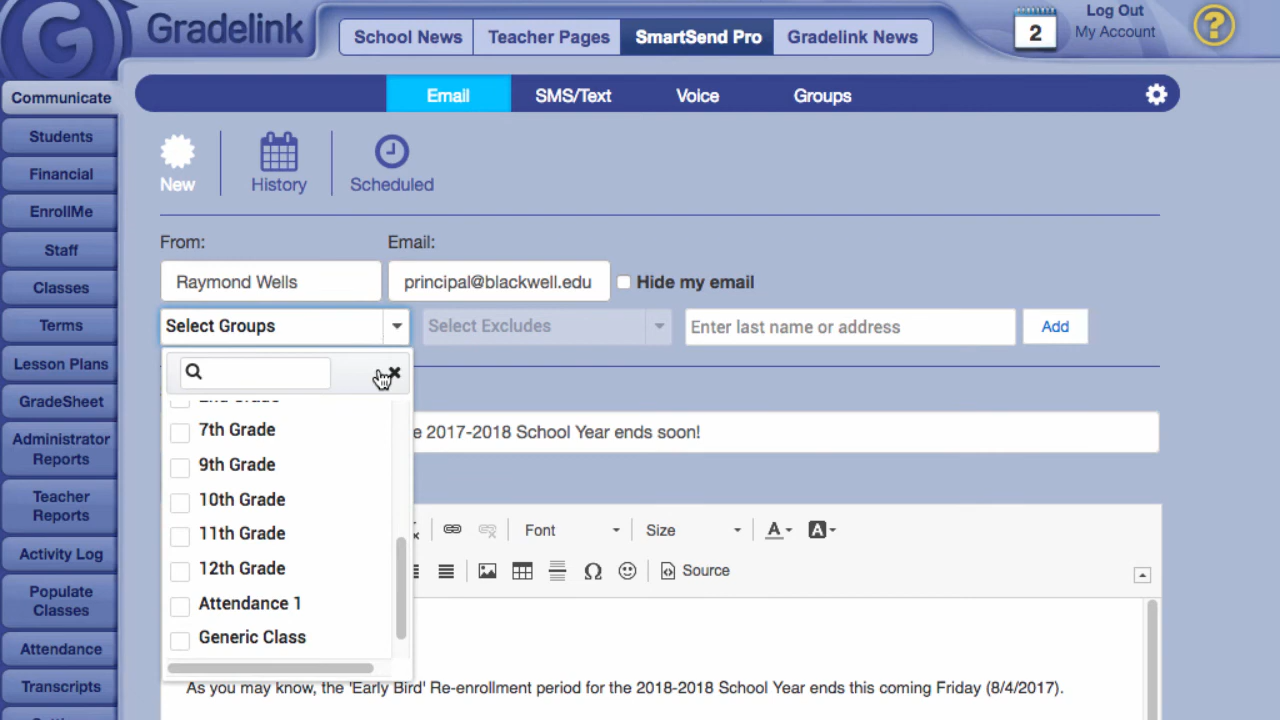 Gradelink
School News
Teacher Pages
SmartSend Pro
Gradelink News
2
Log Out
My Account
?
Communicate
Students
Financial
EnrollMe
Staff
Classes
Terms
Lesson Plans
GradeSheet
Administrator
Reports
Teacher
Reports
Activity Log
Populate
Classes
Attendance
Transcripts
Email
SMS/Text
Voice
Groups
New
History
Scheduled
From:
Email:
Raymond Wells
principal@blackwell.edu
Hide my email
Select Groups
Select Excludes
Enter last name or address
Add
7th Grade
9th Grade
10th Grade
11th Grade
12th Grade
Attendance 1
Generic Class
e 2017-2018 School Year ends soon!
Font
Size
A
A
Ω
Source
As you may know, the 'Early Bird' Re-enrollment period for the 2018-2018 School Year ends this coming Friday (8/4/2017).